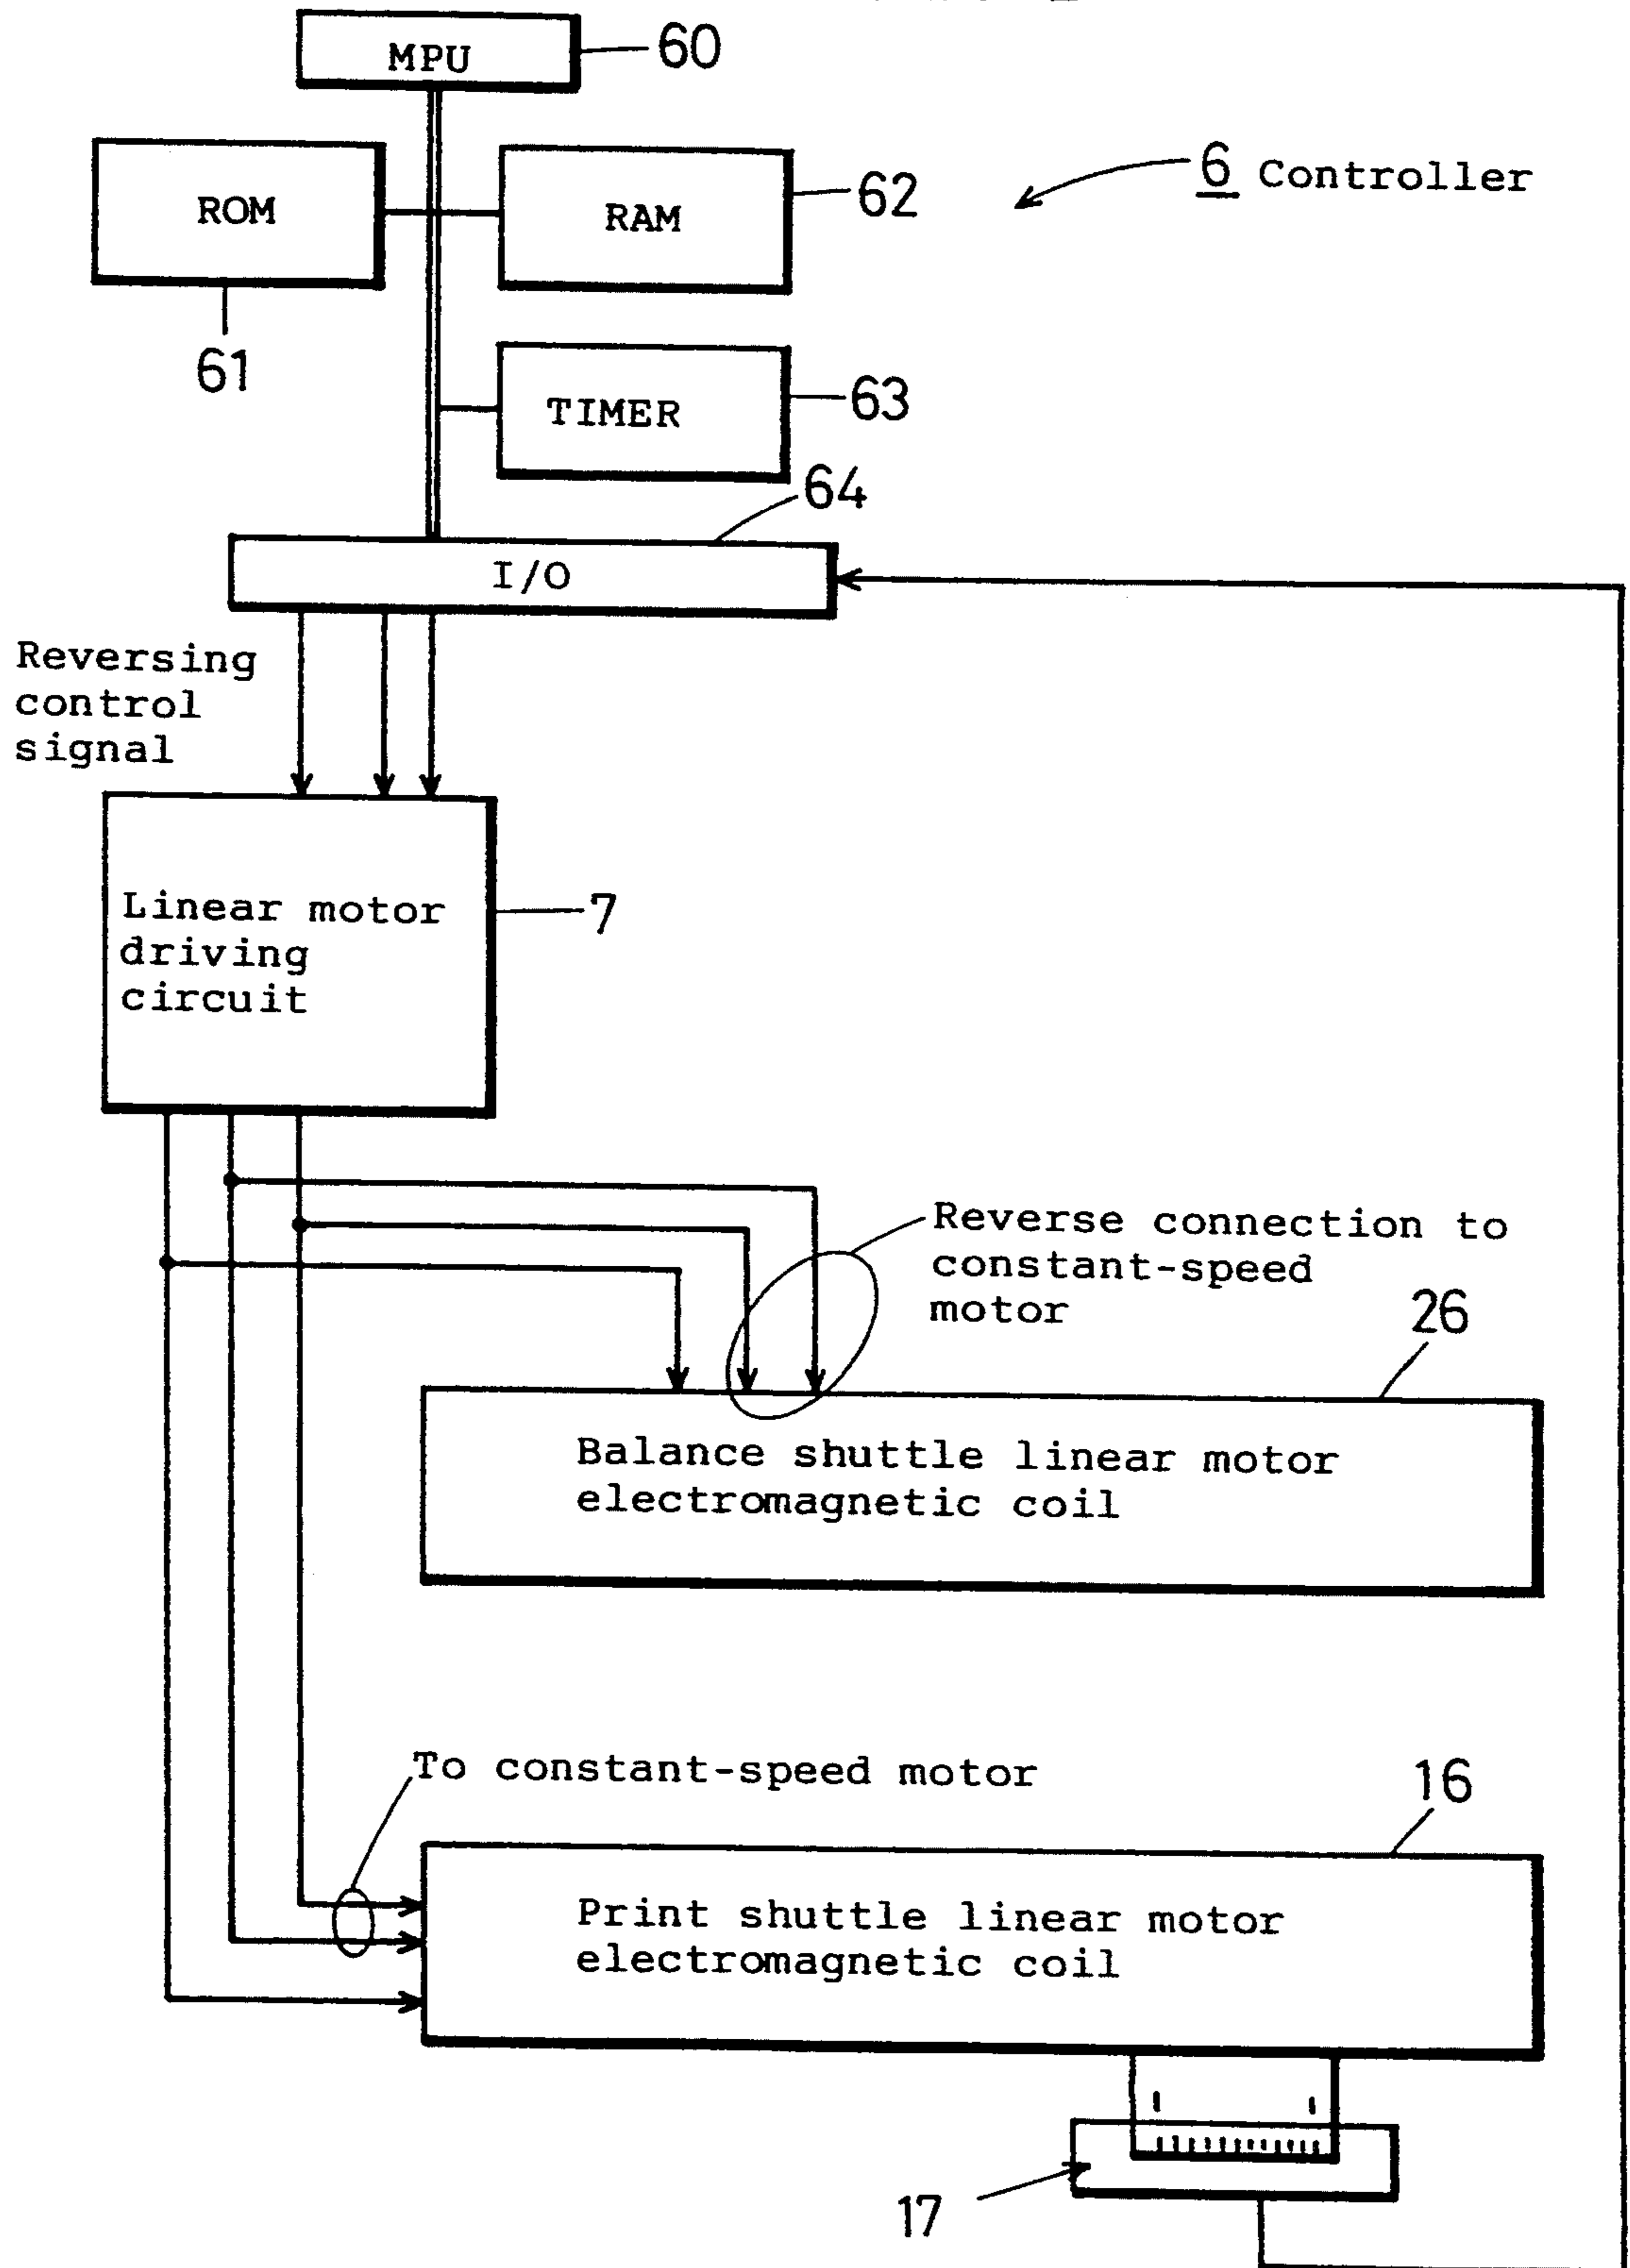 MPU
60
ROM
RAM
62
6 Controller
61
TIMER
63
64
I/O
Reversing
control
signal
Linear motor
driving
circuit
7
Reverse connection to
constant-speed
motor
26
Balance shuttle linear motor
electromagnetic coil
To constant-speed motor
16
Print shuttle linear motor
electromagnetic coil
17